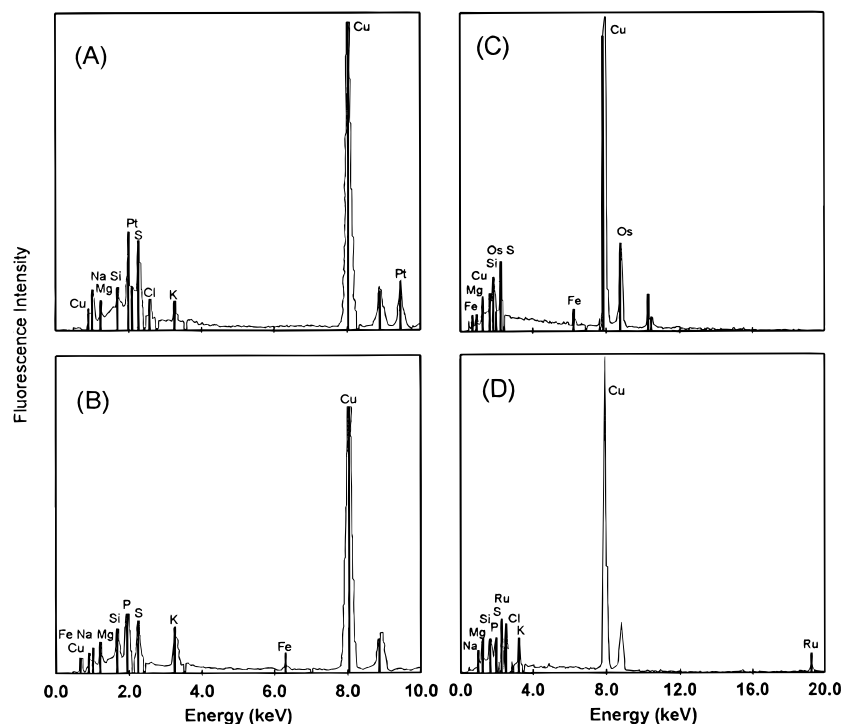 Fluorescence Intensity
(A)
Cu
Pt
S
Na Si
Mg
Cl
K
Cu
Pt
(C)
Cu
Os S
Si
Cu
Mg
Fe
Fe
Os
(B)
Cu
P
Si
S
K
Fe Na Mg
Cu
Fe
0.0 2.0 4.0 6.0 8.0 10.0
Energy (keV)
(D)
Cu
Ru
S
Si Cl
Mg P K
Na
Ru
0.0 4.0 8.0 12.0 16.0 20.0
Energy (keV)